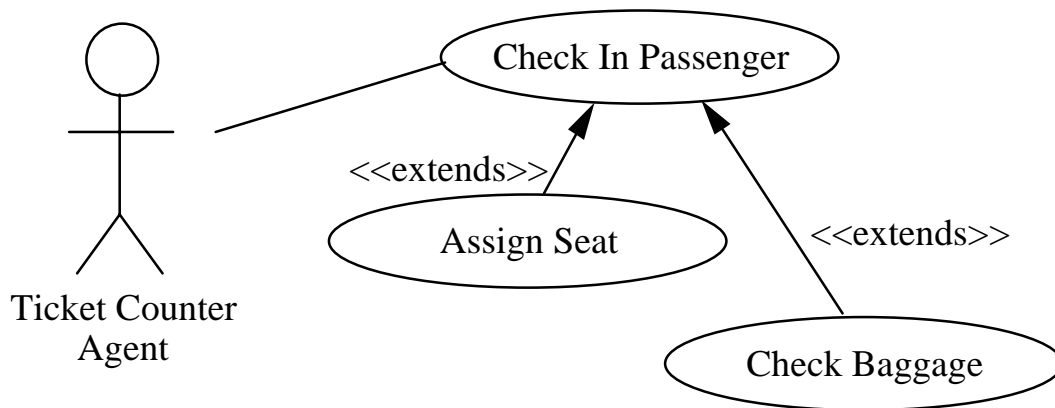 Check In Passenger
<<extends>>
Assign Seat
<<extends>>
Ticket Counter
Agent
Check Baggage